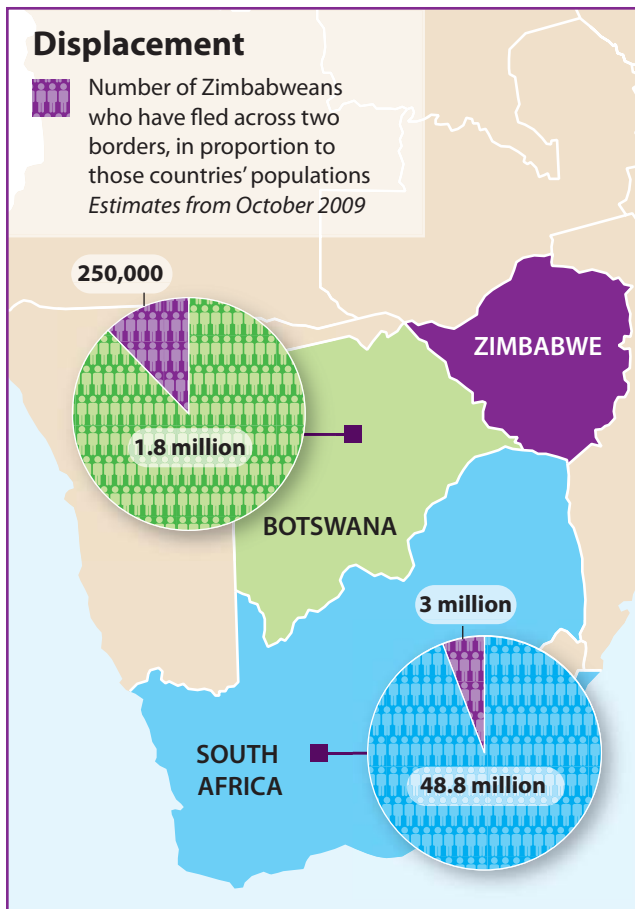 Displacement
Number of Zimbabweans
who have fled across two
borders, in proportion to
those countries' populations
Estimates from October 2009
250,000
ZIMBABWE
1.8 million
BOTSWANA
3 million
SOUTH
AFRICA
48.8 million